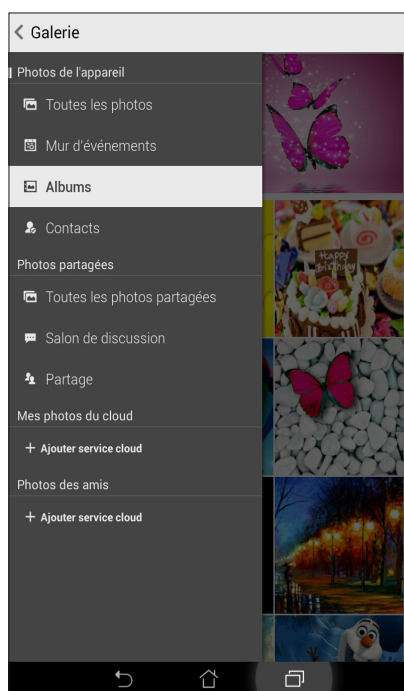 Galerie
Photos de l'appareil
Toutes les photos
Mur d'événements
Albums
Contacts
Photos partagées
Toutes les photos partagées
Salon de discussion
Partage
Mes photos du cloud
+ Ajouter service cloud
Photos des amis
+ Ajouter service cloud
Happy
Birthday